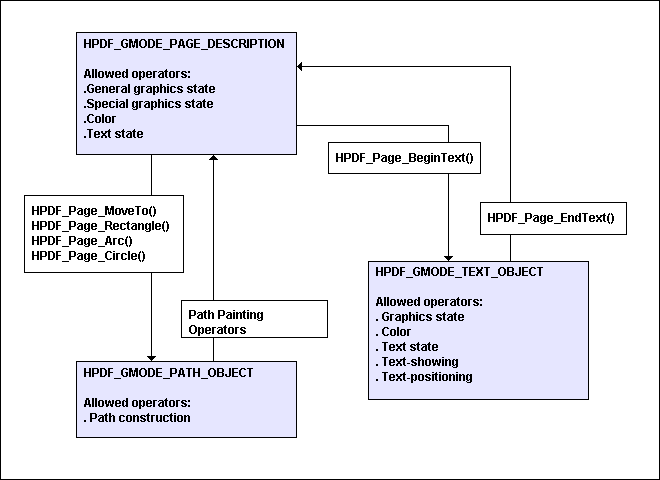 HPDF_GMODE_PAGE_DESCRIPTION
Allowed operators:
.General graphics state
.Special graphics state
.Color
.Text state
HPDF_Page_BeginText()
HPDF_Page_MoveTo()
HPDF_Page_Rectangle()
HPDF_Page_Arc()
HPDF_Page_Circle()
HPDF_Page_EndText()
HPDF_GMODE_TEXT_OBJECT
Allowed operators:
. Graphics state
. Color
. Text state
. Text-showing
. Text-positioning
Path Painting
Operators
HPDF_GMODE_PATH_OBJECT
Allowed operators:
. Path construction